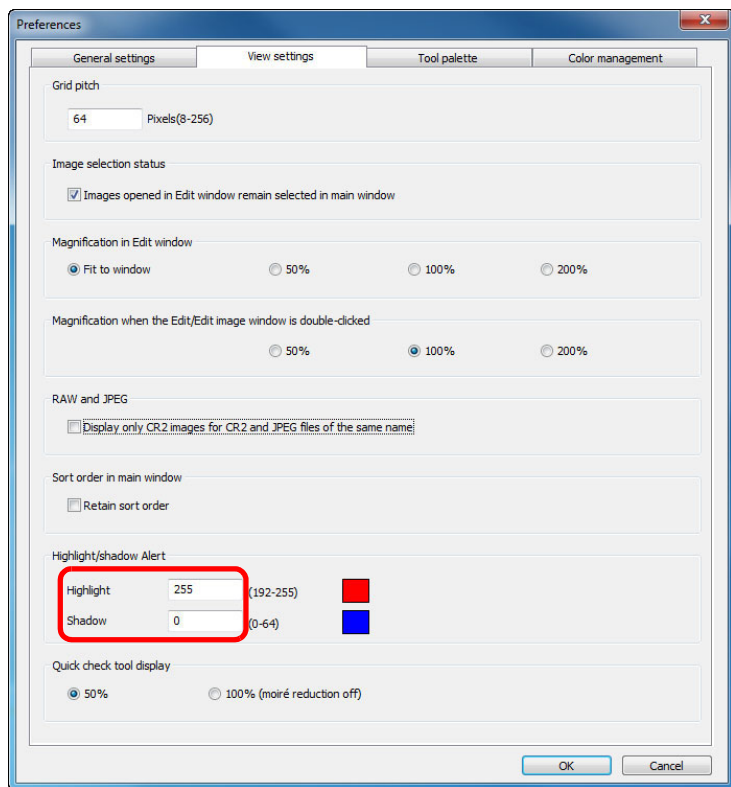 Preferences
General settings View settings Tool palette Color management
Grid pitch
64 Pixels(8-256)
Image selection status
Images opened in Edit window remain selected in main window
Magnification in Edit window
Fit to window 50% 100% 200%
Magnification when the Edit/Edit image window is double-clicked
50% 100% 200%
RAW and JPEG
Display only CR2 images for CR2 and JPEG files of the same name
Sort order in main window
Retain sort order
Highlight/shadow Alert
Highlight 255 (192-255)
Shadow 0 (0-64)
Quick check tool display
50% 100% (moiré reduction off)
OK Cancel